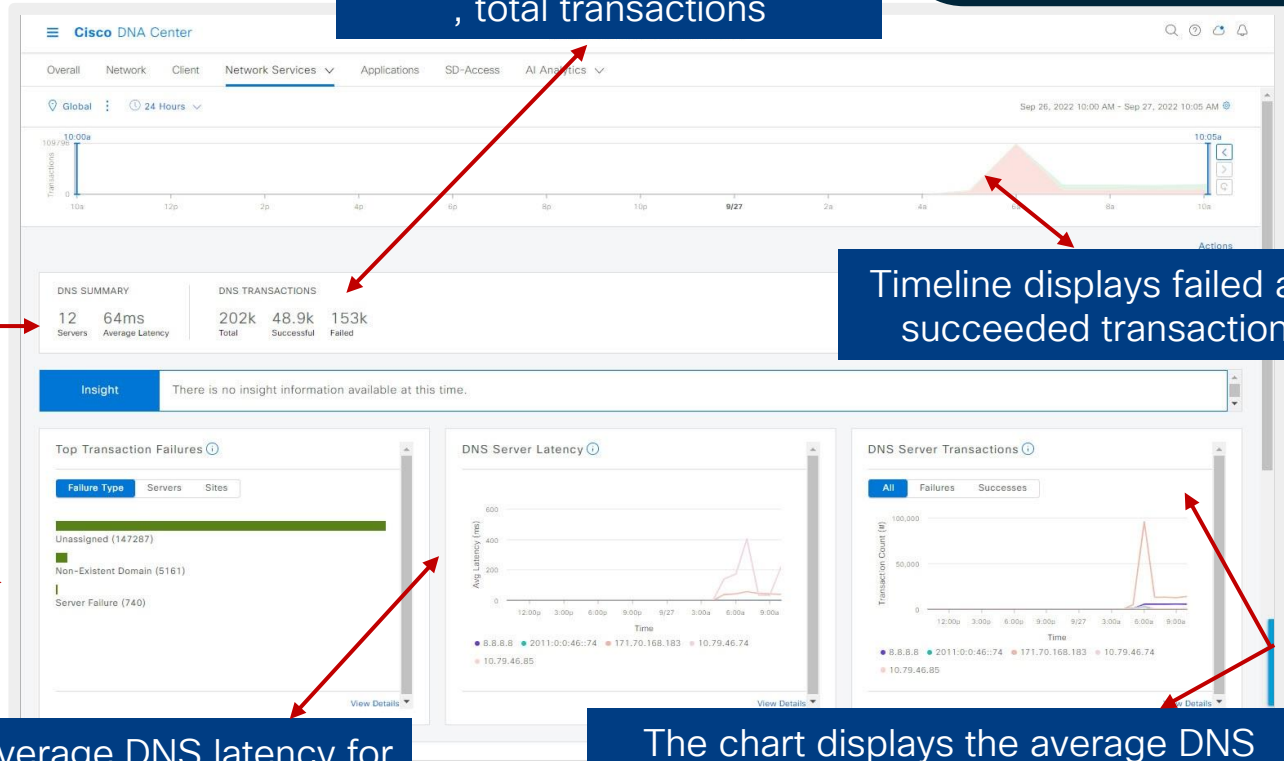 , total transactions
Cisco DNA Center
Overall Network Client Network Services Applications SD-Access AI Analytics
Global 24 Hours Sep 26, 2022 10:00 AM - Sep 27, 2022 10:05 AM
10:00a 10:05a
Transactions
0
10a 12p 2p 4p 6p 8p 10p 9/27 2a 4a 8a 10a
Actions
Timeline displays failed
succeeded transaction
DNS SUMMARY DNS TRANSACTIONS
12 64ms 202k 48.9k 153k
Servers Average Latency Total Successful Failed
Insight There is no insight information available at this time.
Top Transaction Failures
Failure Type Servers Sites
Unassigned (147287)
Non-Existent Domain (5161)
Server Failure (740)
View Details
DNS Server Latency
600
400
200
0
Avg Latency (ms)
12:00p 3:00p 6:00p 9:00p 9/27 3:00a 6:00a 9:00a
Time
8.8.8.8 2011:0:0:46::74 171.70.168.183 10.79.46.74
10.79.46.85
View Details
DNS Server Transactions
All Failures Successes
100,000
50,000
0
Transaction Count (#)
12:00p 3:00p 6:00p 9:00p 9/27 3:00a 6:00a 9:00a
Time
8.8.8.8 2011:0:0:46::74 171.70.168.183 10.79.46.74
10.79.46.85
Details
verage DNS latency for
The chart displays the average DNS